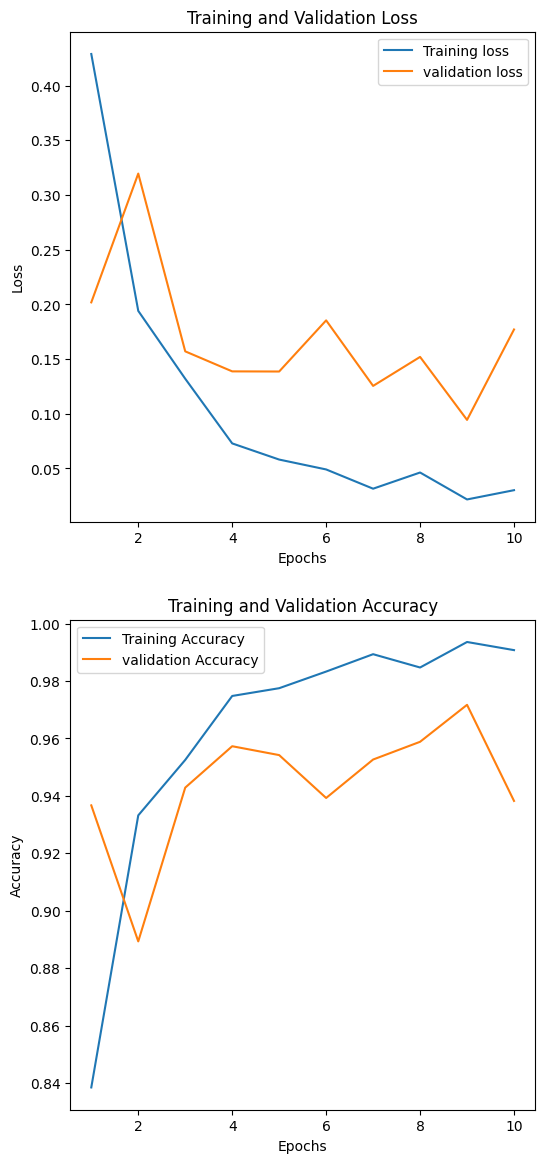 Training and Validation Loss
Training loss
validation loss
0.40
0.35
0.30
0.25
0.20
0.15
0.10
0.05
Loss
2 4 6 8 10
Epochs
Training and Validation Accuracy
Training Accuracy
validation Accuracy
1.00
0.98
0.96
0.94
0.92
0.90
0.88
0.86
0.84
Accuracy
2 4 6 8 10
Epochs